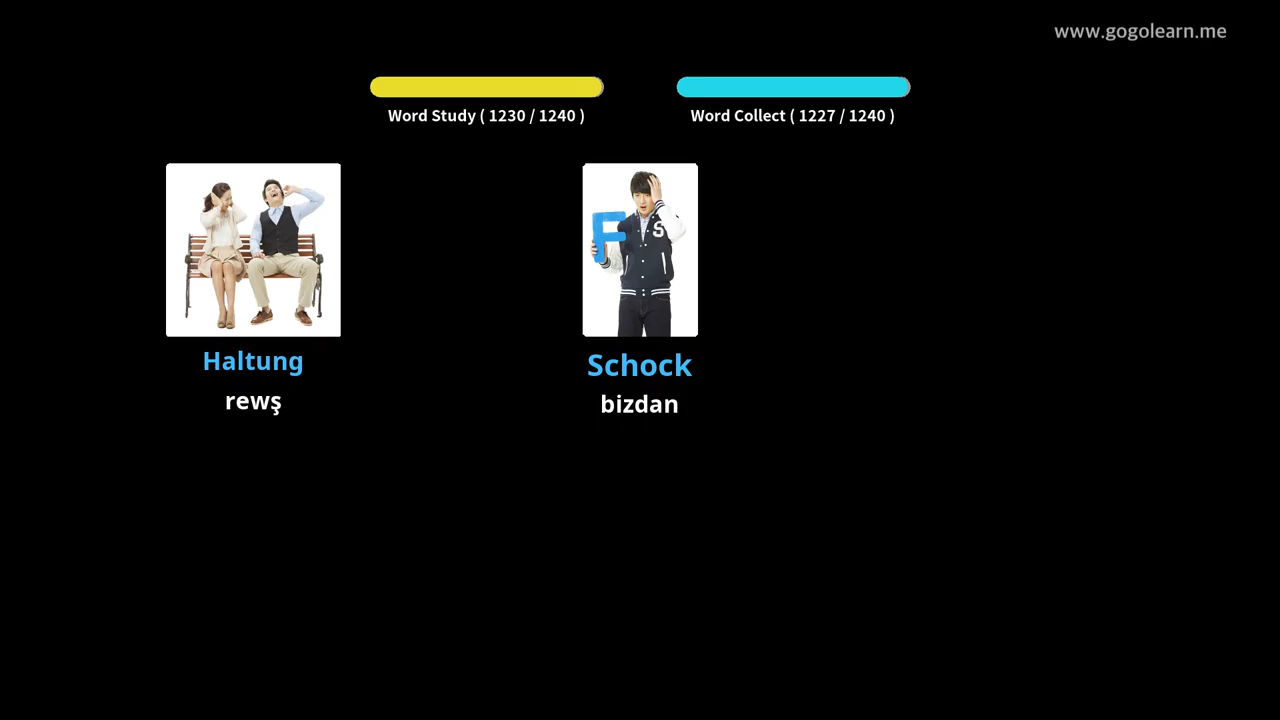 www.gogolearn.me
Word Study ( 1230 / 1240 )
Word Collect ( 1227 / 1240 )
F
S
Haltung
rewş
Schock
bizdan